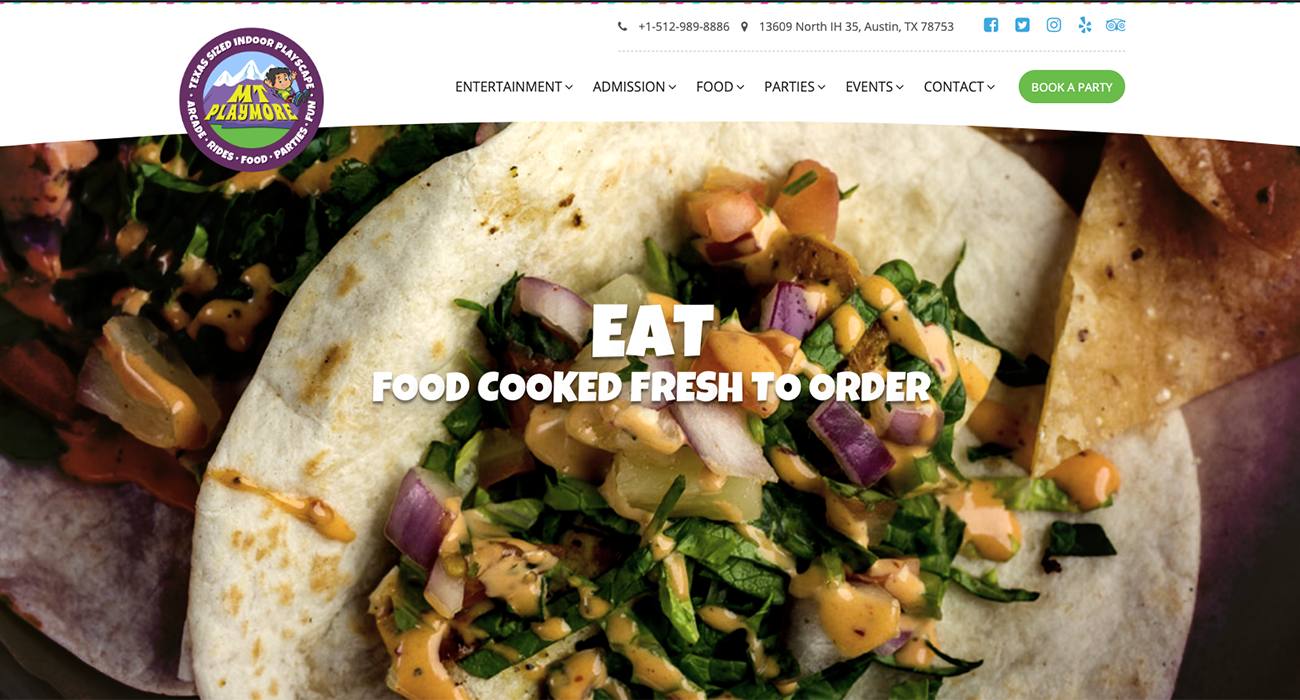 +1-512-989-8886 13609 North IH 35, Austin, TX 78753
TEXAS SIZED INDOOR PLAYSCAPE
MT
PLAYMORE
ARCADE • RIDES • FOOD • PARTIES • FUN
ENTERTAINMENT ADMISSION FOOD PARTIES EVENTS CONTACT BOOK A PARTY
EAT
FOOD COOKED FRESH TO ORDER